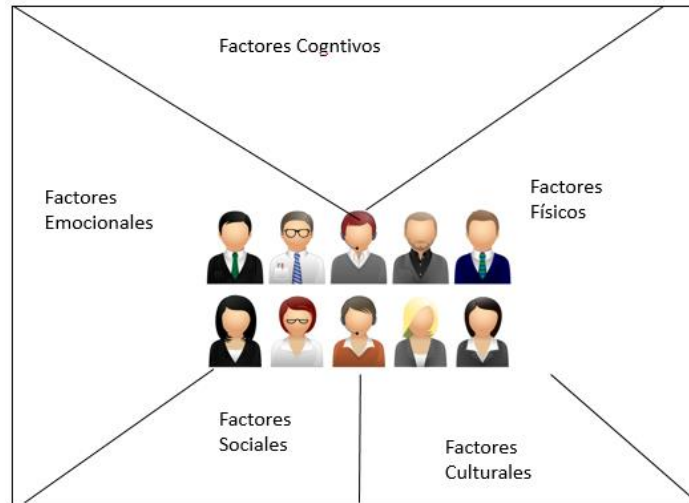 Factores Cogntivos
Factores
Emocionales
Factores
Físicos
Factores
Sociales
Factores
Culturales